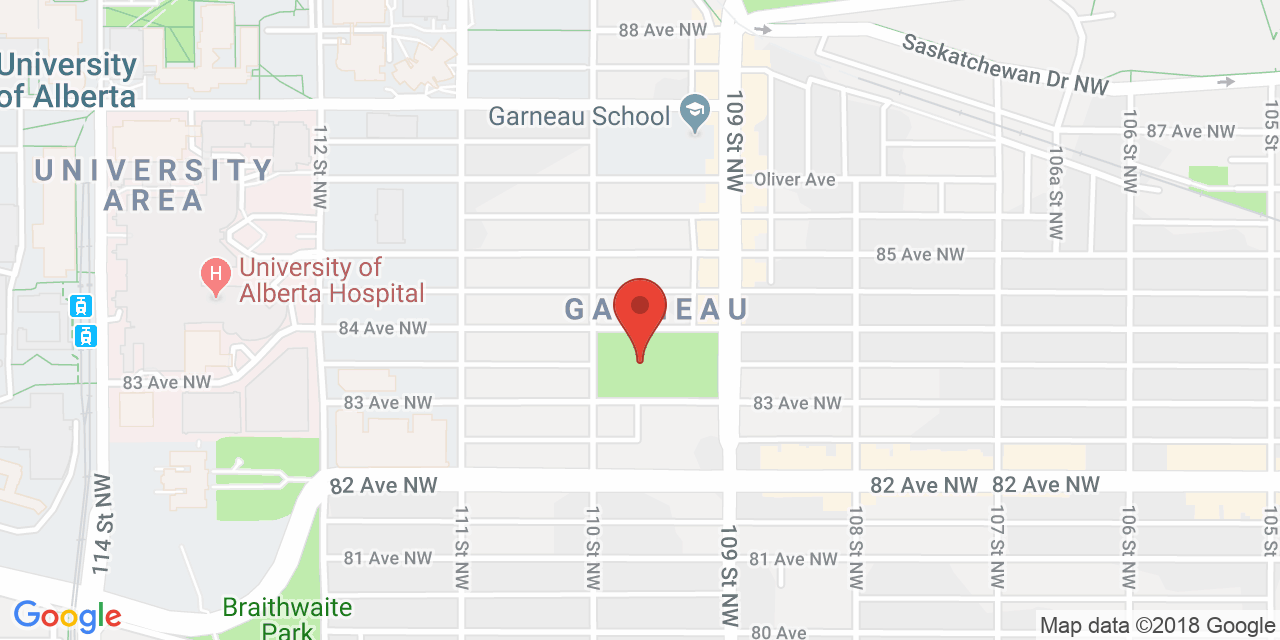 88 Ave NW
Saskatchewan Dr NW
University
of Alberta
Garneau School
109 St NW
112 St NW
87 Ave NW
106 St NW
105 St
106a St NW
UNIVERSITY
AREA
Oliver Ave
85 Ave NW
H
University of
Alberta Hospital
84 Ave NW
83 Ave NW
83 Ave NW
83 Ave NW
82 Ave NW
82 Ave NW
82 Ave NW
114 St NW
111 St NW
110 St NW
109 St NW
108 St NW
107 St NW
106 St NW
105 St
81 Ave NW
81 Ave NW
Braithwaite
Park
80 Ave
Google
Map data ©2018 Google